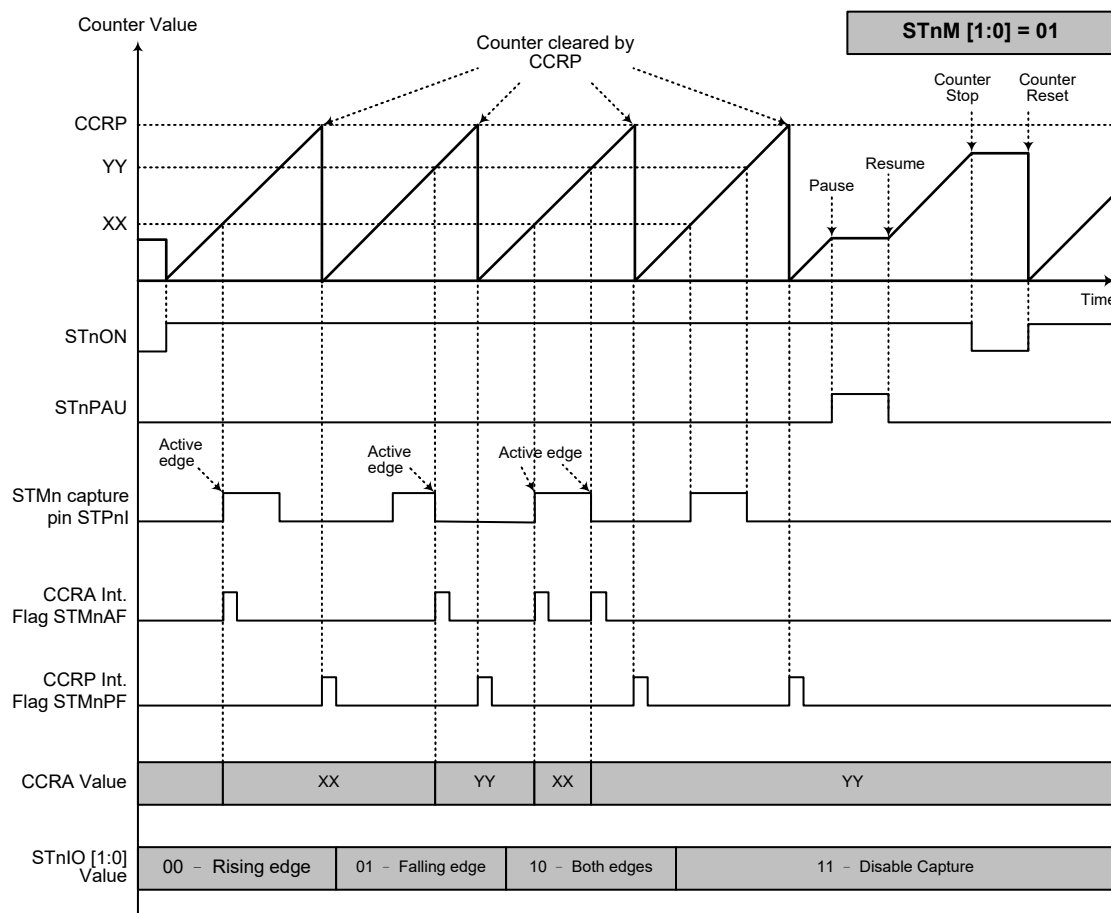 Counter Value
STnM [1:0] = 01
Counter cleared by
CCRP
Counter
Stop
Counter
Reset
CCRP
YY
XX
Pause
Resume
Time
STnON
STnPAU
Active
edge
Active
edge
Active edge
STMn capture
pin STPnI
CCRA Int.
Flag STMnAF
CCRP Int.
Flag STMnPF
CCRA Value
XX
YY
XX
YY
STnIO [1:0]
Value
00 – Rising edge
01 – Falling edge
10 – Both edges
11 – Disable Capture